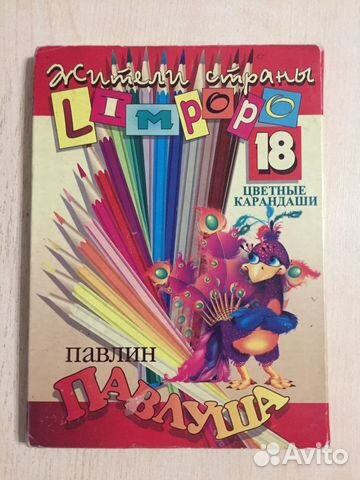 Жители страны
LIMPOPO
18
ЦВЕТНЫЕ
КАРАНДАШИ
ПАВЛИН
ПАВЛУША
Avito